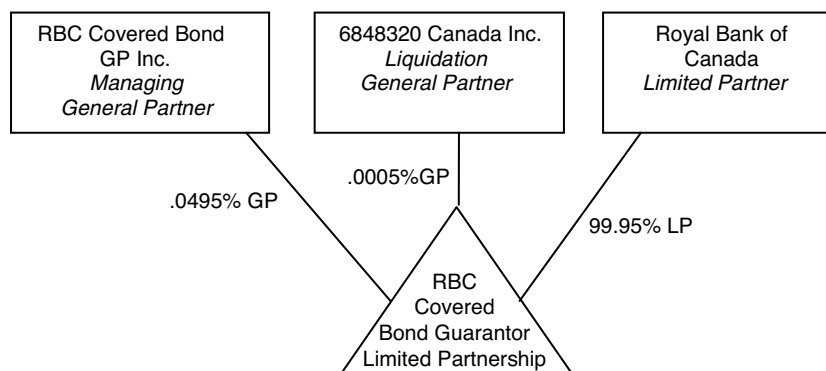 RBC Covered Bond
GP Inc.
Managing
General Partner
6848320 Canada Inc.
Liquidation
General Partner
Royal Bank of
Canada
Limited Partner
.0495% GP
.0005%GP
99.95% LP
RBC
Covered
Bond Guarantor
Limited Partnership